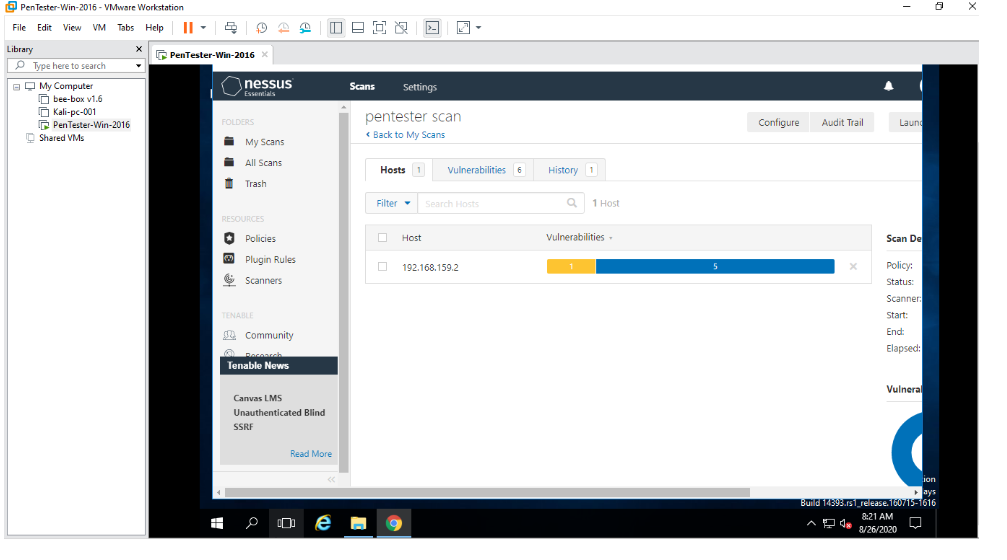 PenTester-Win-2016 - VMware Workstation
File Edit View VM Tabs Help
Library
Type here to search
My Computer
bee-box v1.6
Kali-pc-001
PenTester-Win-2016
Shared VMs
PenTester-Win-2016
nessus
Essentials
Scans Settings
FOLDERS
My Scans
All Scans
Trash
RESOURCES
Policies
Plugin Rules
Scanners
TENABLE
Community
Research
Tenable News
Canvas LMS
Unauthenticated Blind
SSRF
Read More
pentester scan
Back to My Scans
Configure Audit Trail Laun
Hosts 1 Vulnerabilities 6 History 1
Filter Search Hosts 1 Host
Host Vulnerabilities
192.168.159.2 1 5
Scan De
Policy:
Status:
Scanner:
Start:
End:
Elapsed:
Vulneral
ion
ays
Build 14393.rs1_release.160715-1616
8:21 AM
8/26/2020